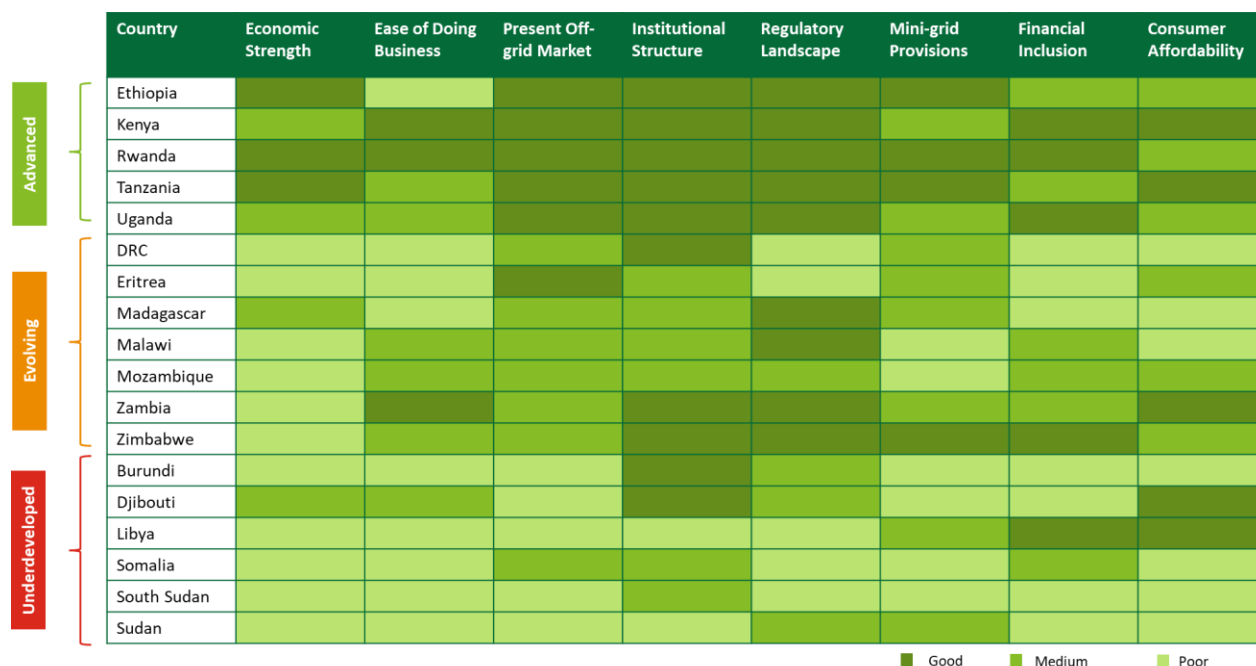 Country
Economic
Strength
Ease of Doing
Business
Present Off-
grid Market
Institutional
Structure
Regulatory
Landscape
Mini-grid
Provisions
Financial
Inclusion
Consumer
Affordability
Advanced
Ethiopia
Kenya
Rwanda
Tanzania
Uganda
Evolving
DRC
Eritrea
Madagascar
Malawi
Mozambique
Zambia
Zimbabwe
Underdeveloped
Burundi
Djibouti
Libya
Somalia
South Sudan
Sudan
Good
Medium
Poor